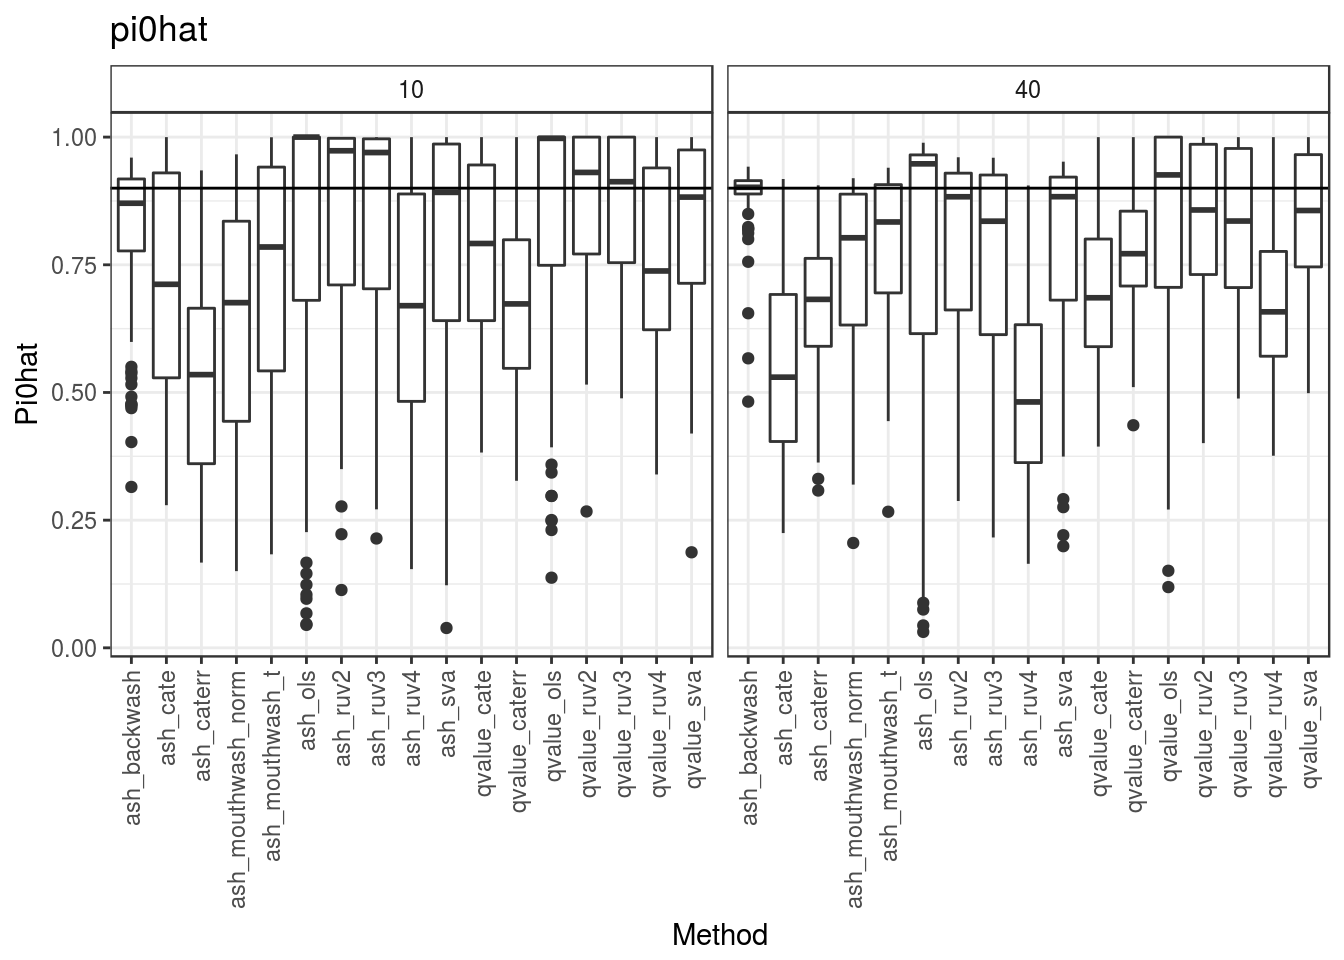 pi0hat
10
40
1.00
0.75
0.50
0.25
0.00
Pi0hat
ash_backwash
ash_cate
ash_caterr
ash_mouthwash_norm
ash_mouthwash_t
ash_ols
ash_ruv2
ash_ruv3
ash_ruv4
ash_sva
qvalue_cate
qvalue_caterr
qvalue_ols
qvalue_ruv2
qvalue_ruv3
qvalue_ruv4
qvalue_sva
ash_backwash
ash_cate
ash_caterr
ash_mouthwash_norm
ash_mouthwash_t
ash_ols
ash_ruv2
ash_ruv3
ash_ruv4
ash_sva
qvalue_cate
qvalue_caterr
qvalue_ols
qvalue_ruv2
qvalue_ruv3
qvalue_ruv4
qvalue_sva
Method